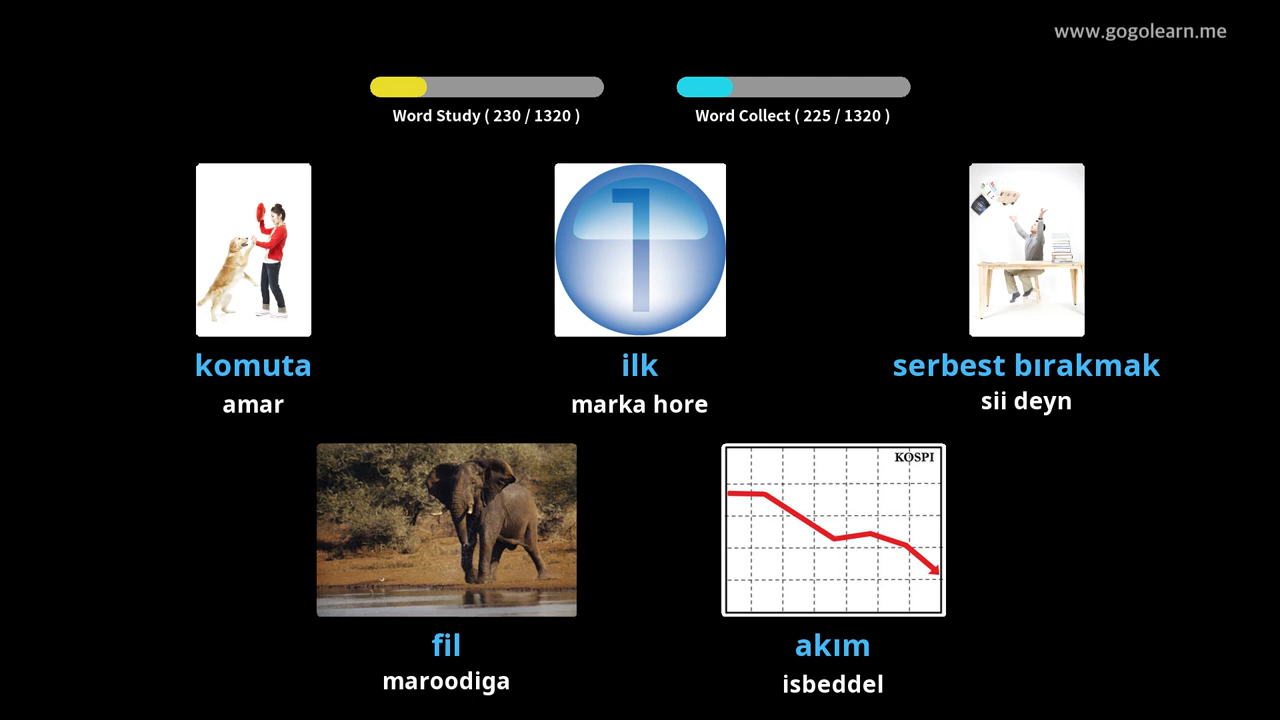 www.gogolearn.me
Word Study ( 230 / 1320 )
Word Collect ( 225 / 1320 )
komuta
amar
ilk
marka hore
serbest bırakmak
sii deyn
fil
maroodiga
KOSPI
akım
isbeddel